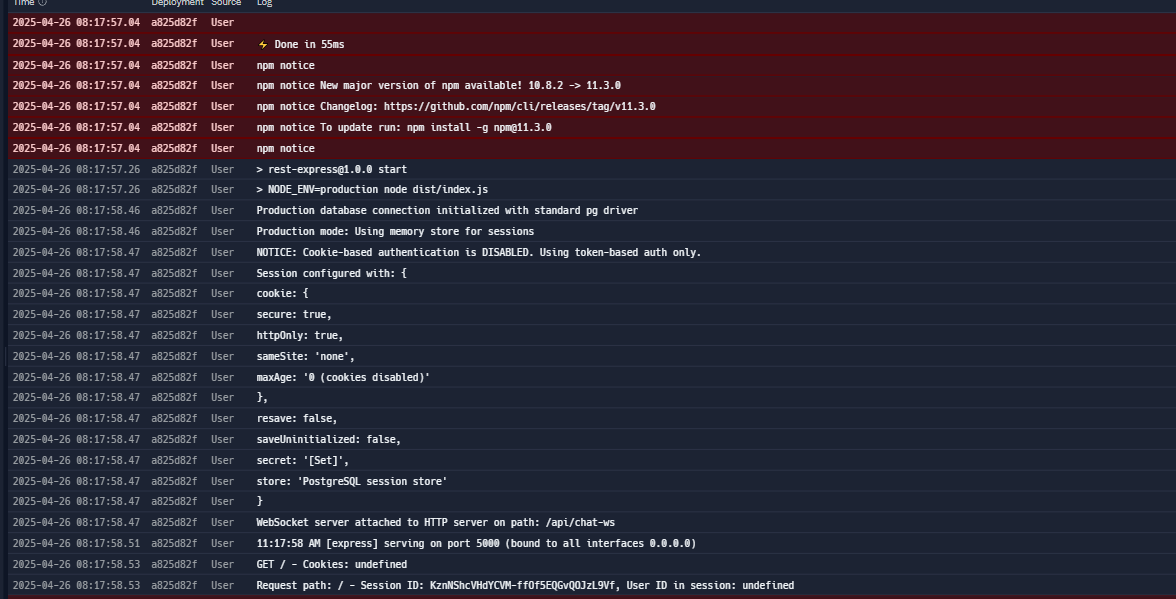 Time Deployment Source Log
2025-04-26 08:17:57.04 a825d82f User
2025-04-26 08:17:57.04 a825d82f User ⚡ Done in 55ms
2025-04-26 08:17:57.04 a825d82f User npm notice
2025-04-26 08:17:57.04 a825d82f User npm notice New major version of npm available! 10.8.2 -> 11.3.0
2025-04-26 08:17:57.04 a825d82f User npm notice Changelog: https://github.com/npm/cli/releases/tag/v11.3.0
2025-04-26 08:17:57.04 a825d82f User npm notice To update run: npm install -g npm@11.3.0
2025-04-26 08:17:57.04 a825d82f User npm notice
2025-04-26 08:17:57.26 a825d82f User > rest-express@1.0.0 start
2025-04-26 08:17:57.26 a825d82f User > NODE_ENV=production node dist/index.js
2025-04-26 08:17:58.46 a825d82f User Production database connection initialized with standard pg driver
2025-04-26 08:17:58.46 a825d82f User Production mode: Using memory store for sessions
2025-04-26 08:17:58.47 a825d82f User NOTICE: Cookie-based authentication is DISABLED. Using token-based auth only.
2025-04-26 08:17:58.47 a825d82f User Session configured with: {
2025-04-26 08:17:58.47 a825d82f User cookie: {
2025-04-26 08:17:58.47 a825d82f User secure: true,
2025-04-26 08:17:58.47 a825d82f User httpOnly: true,
2025-04-26 08:17:58.47 a825d82f User sameSite: 'none',
2025-04-26 08:17:58.47 a825d82f User maxAge: '0 (cookies disabled)'
2025-04-26 08:17:58.47 a825d82f User },
2025-04-26 08:17:58.47 a825d82f User resave: false,
2025-04-26 08:17:58.47 a825d82f User saveUninitialized: false,
2025-04-26 08:17:58.47 a825d82f User secret: '[Set]',
2025-04-26 08:17:58.47 a825d82f User store: 'PostgreSQL session store'
2025-04-26 08:17:58.47 a825d82f User }
2025-04-26 08:17:58.47 a825d82f User WebSocket server attached to HTTP server on path: /api/chat-ws
2025-04-26 08:17:58.51 a825d82f User 11:17:58 AM [express] serving on port 5000 (bound to all interfaces 0.0.0.0)
2025-04-26 08:17:58.53 a825d82f User GET / - Cookies: undefined
2025-04-26 08:17:58.53 a825d82f User Request path: / - Session ID: KznNShcVHdYCVM-ffOf5EQGvQOJzL9Vf, User ID in session: undefined